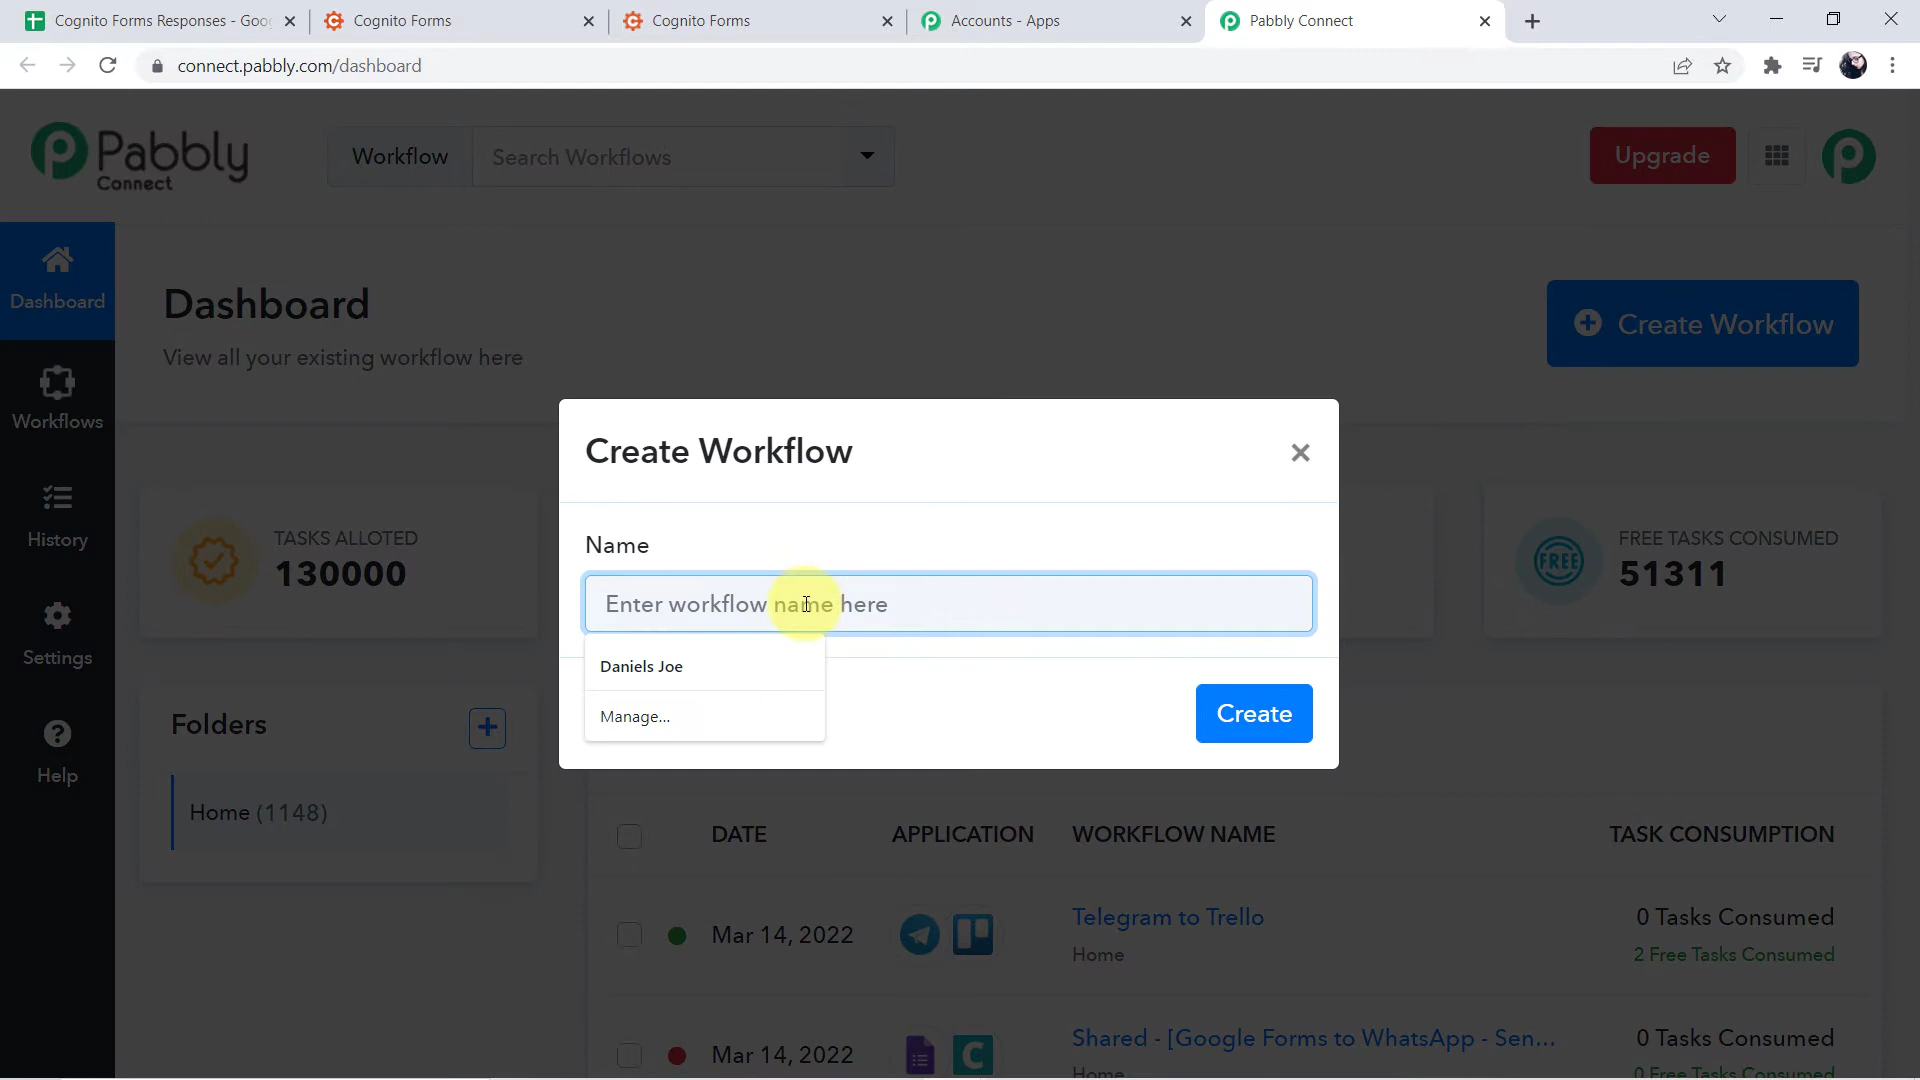 Cognito Forms Responses - Goo
Cognito Forms
Cognito Forms
Accounts - Apps
Pabbly Connect
connect.pabbly.com/dashboard
Pabbly
Connect
Workflow
Search Workflows
Upgrade
Dashboard
Dashboard
View all your existing workflow here
Create Workflow
Workflows
Create Workflow
×
Name
Enter workflow name here
Daniels Joe
Manage...
Create
History
TASKS ALLOTED
130000
FREE
FREE TASKS CONSUMED
51311
Settings
Folders
Home (1148)
Help
DATE
APPLICATION
WORKFLOW NAME
TASK CONSUMPTION
Mar 14, 2022
Telegram to Trello
Home
0 Tasks Consumed
2 Free Tasks Consumed
Mar 14, 2022
C
Shared - [Google Forms to WhatsApp - Sen...
Home
0 Tasks Consumed
0 Free Tasks Consumed